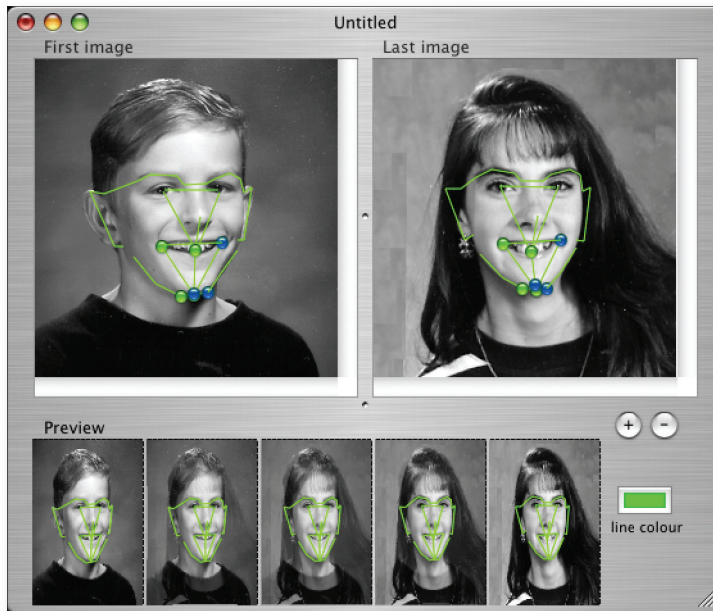 Untitled
First image
Last image
Preview
+
-
line colour